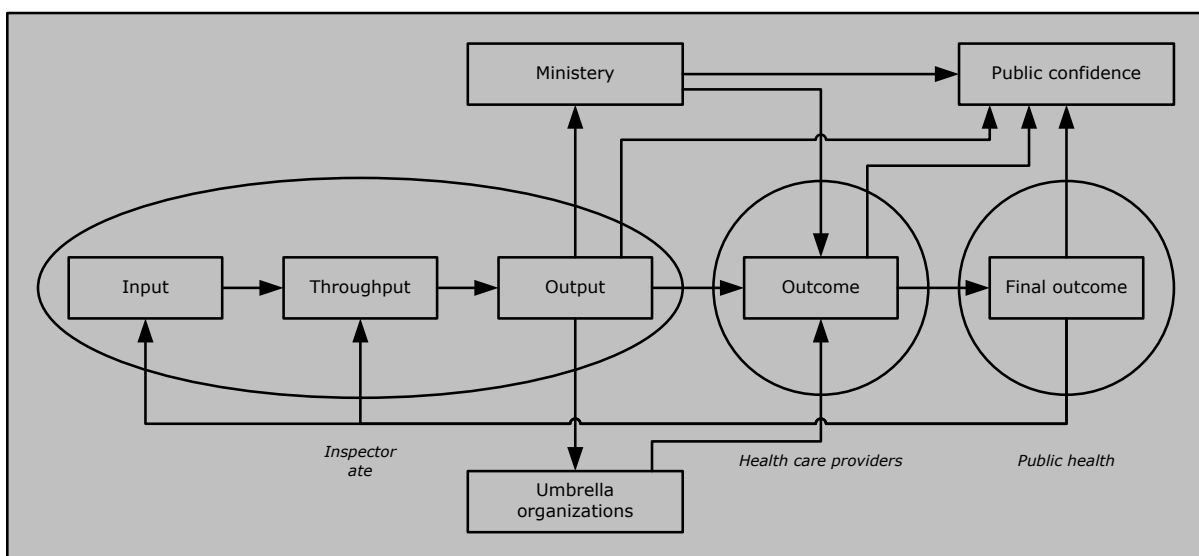 Ministery
Public confidence
Input
Throughput
Output
Outcome
Final outcome
Inspector
ate
Health care providers
Public health
Umbrella
organizations